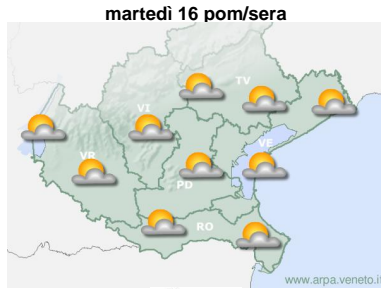 martedì 16 pom/sera
TV
VI
VE
VR
PD
RO
www.arpa.veneto.it